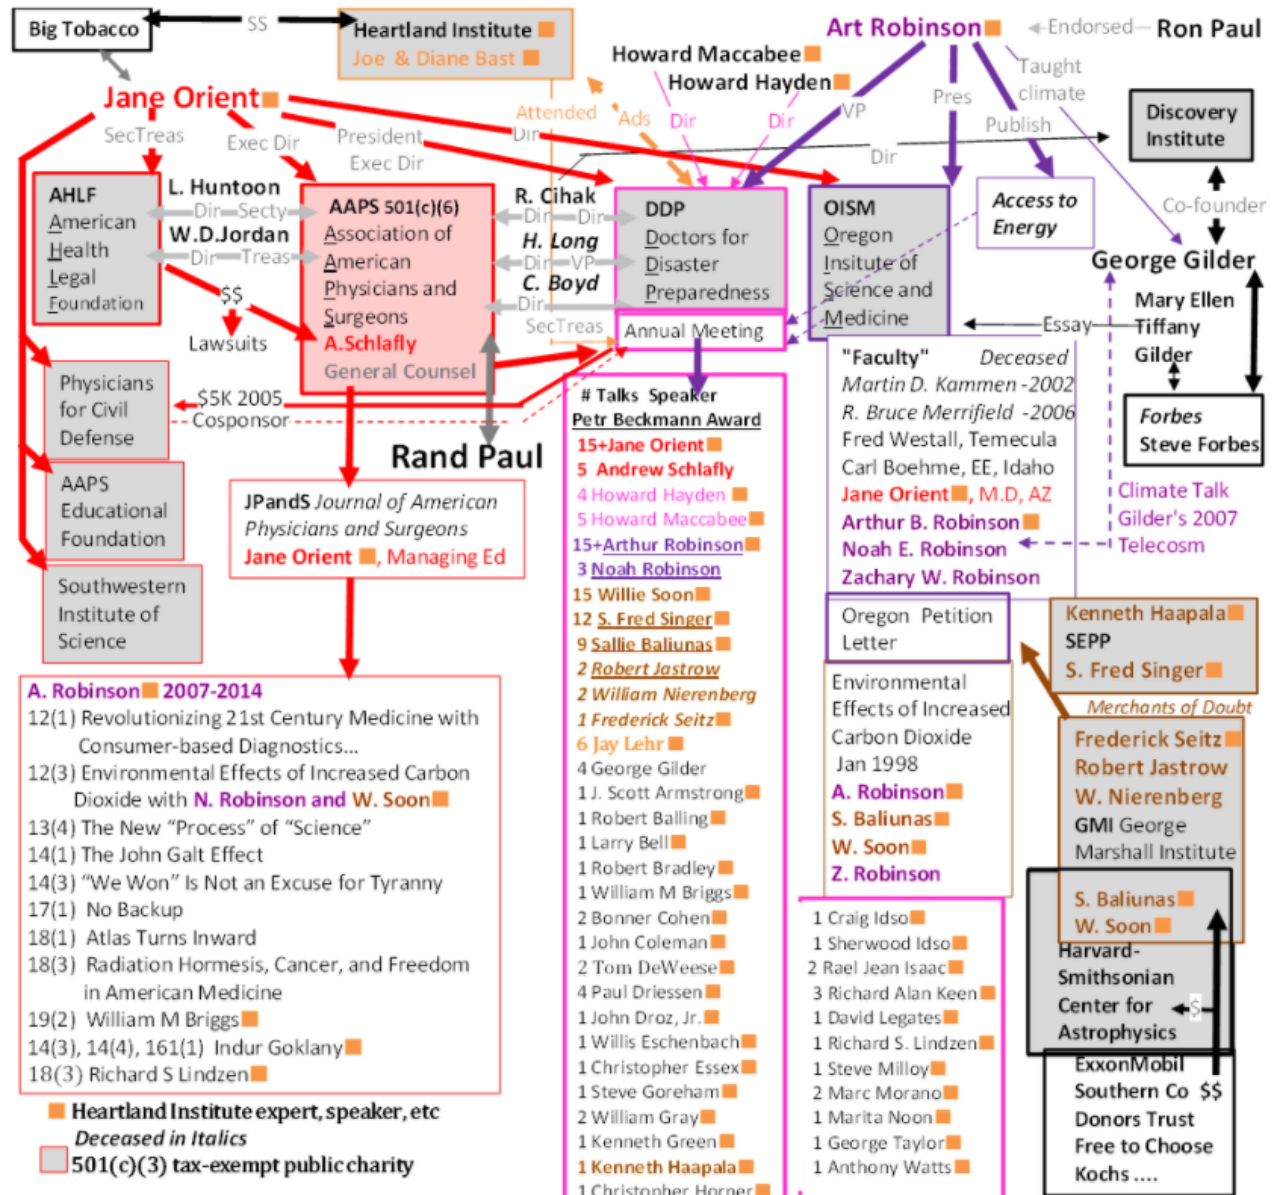 Big Tobacco
SS
Heartland Institute
Joe & Diane Bast
Howard Maccabee
Howard Hayden
Art Robinson
Endorsed
Ron Paul
Jane Orient
SecTreas
Exec Dir
President
Exec Dir
Attended
Dir
Ads
Dir
Dir
VP
Pres
Publish
Taught
climate
Dir
Discovery
Institute
Co-founder
George Gilder
AHLF
American
Health
Legal
Foundation
L. Huntoon
Dir Secty
W.D.Jordan
Dir Treas
$$
Lawsuits
AAPS 501(c)(6)
Association of
American
Physicians and
Surgeons
A.Schlafly
General Counsel
R. Cihak
Dir Dir
H. Long
Dir VP
C. Boyd
Dir
SecTreas
DDP
Doctors for
Disaster
Preparedness
Annual Meeting
OISM
Oregon
Insitute of
Science and
Medicine
Access to
Energy
Mary Ellen
Tiffany
Gilder
Essay
Forbes
Steve Forbes
Climate Talk
Gilder's 2007
Telecosm
Physicians
for Civil
Defense
$5K 2005
Cosponsor
AAPS
Educational
Foundation
Southwestern
Institute of
Science
Rand Paul
JPandS Journal of American
Physicians and Surgeons
Jane Orient , Managing Ed
A. Robinson 2007-2014
12(1) Revolutionizing 21st Century Medicine with
Consumer-based Diagnostics...
12(3) Environmental Effects of Increased Carbon
Dioxide with N. Robinson and W. Soon
13(4) The New “Process” of “Science”
14(1) The John Galt Effect
14(3) “We Won” Is Not an Excuse for Tyranny
17(1) No Backup
18(1) Atlas Turns Inward
18(3) Radiation Hormesis, Cancer, and Freedom
in American Medicine
19(2) William M Briggs
14(3), 14(4), 161(1) Indur Goklany
18(3) Richard S Lindzen
Heartland Institute expert, speaker, etc
Deceased in Italics
501(c)(3) tax-exempt public charity
# Talks Speaker
Petr Beckmann Award
15+Jane Orient
5 Andrew Schlafly
4 Howard Hayden
5 Howard Maccabee
15+Arthur Robinson
3 Noah Robinson
15 Willie Soon
12 S. Fred Singer
9 Sallie Baliunas
2 Robert Jastrow
2 William Nierenberg
1 Frederick Seitz
6 Jay Lehr
4 George Gilder
1 J. Scott Armstrong
1 Robert Balling
1 Larry Bell
1 Robert Bradley
1 William M Briggs
2 Bonner Cohen
1 John Coleman
2 Tom DeWeese
4 Paul Driessen
1 John Droz, Jr.
1 Willis Eschenbach
1 Christopher Essex
1 Steve Goreham
2 William Gray
1 Kenneth Green
1 Kenneth Haapala
1 Christopher Horner
"Faculty" Deceased
Martin D. Kammen -2002
R. Bruce Merrifield -2006
Fred Westall, Temecula
Carl Boehme, EE, Idaho
Jane Orient , M.D, AZ
Arthur B. Robinson
Noah E. Robinson
Zachary W. Robinson
Oregon Petition
Letter
Environmental
Effects of Increased
Carbon Dioxide
Jan 1998
A. Robinson
S. Baliunas
W. Soon
Z. Robinson
1 Craig Idso
1 Sherwood Idso
2 Rael Jean Isaac
3 Richard Alan Keen
1 David Legates
1 Richard S. Lindzen
1 Steve Milloy
2 Marc Morano
1 Marita Noon
1 George Taylor
1 Anthony Watts
Kenneth Haapala
SEPP
S. Fred Singer
Merchants of Doubt
Frederick Seitz
Robert Jastrow
W. Nierenberg
GMI George
Marshall Institute
S. Baliunas
W. Soon
Harvard-
Smithsonian
Center for
Astrophysics
$
ExxonMobil
Southern Co $$
Donors Trust
Free to Choose
Kochs ....